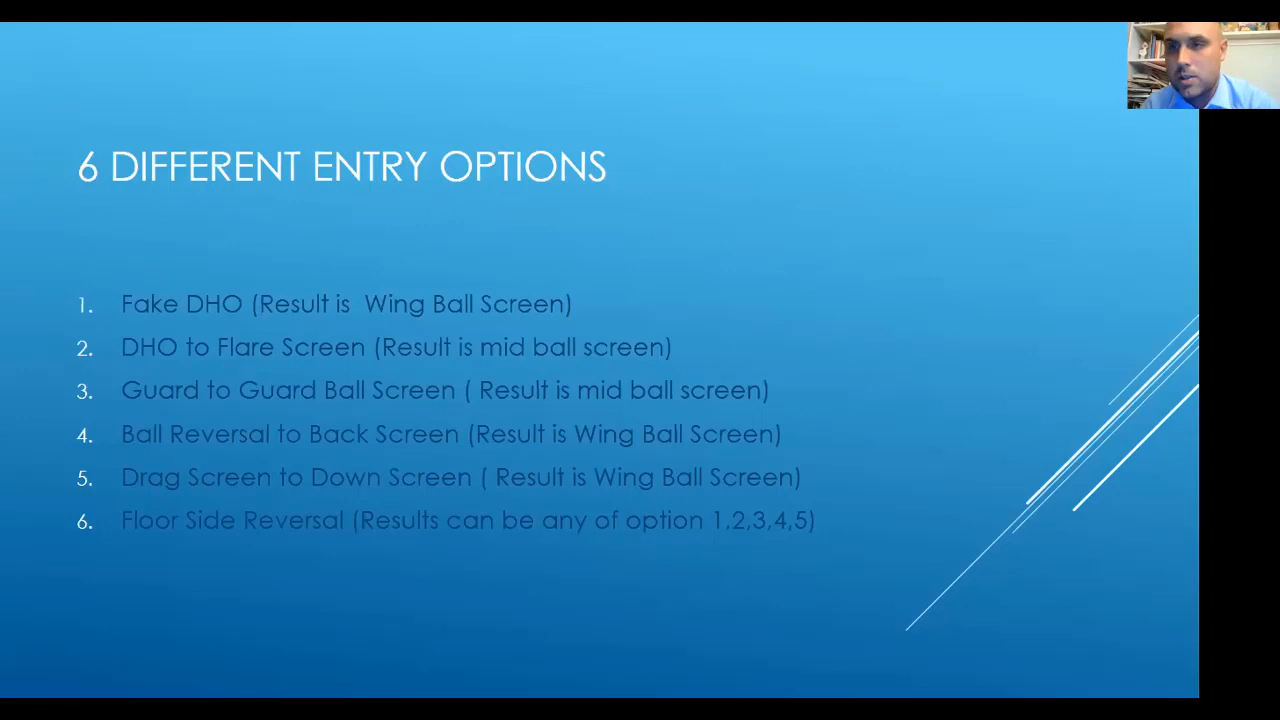 6 DIFFERENT ENTRY OPTIONS
1. Fake DHO (Result is  Wing Ball Screen)
2. DHO to Flare Screen (Result is mid ball screen)
3. Guard to Guard Ball Screen ( Result is mid ball screen)
4. Ball Reversal to Back Screen (Result is Wing Ball Screen)
5. Drag Screen to Down Screen ( Result is Wing Ball Screen)
6. Floor Side Reversal (Results can be any of option 1,2,3,4,5)